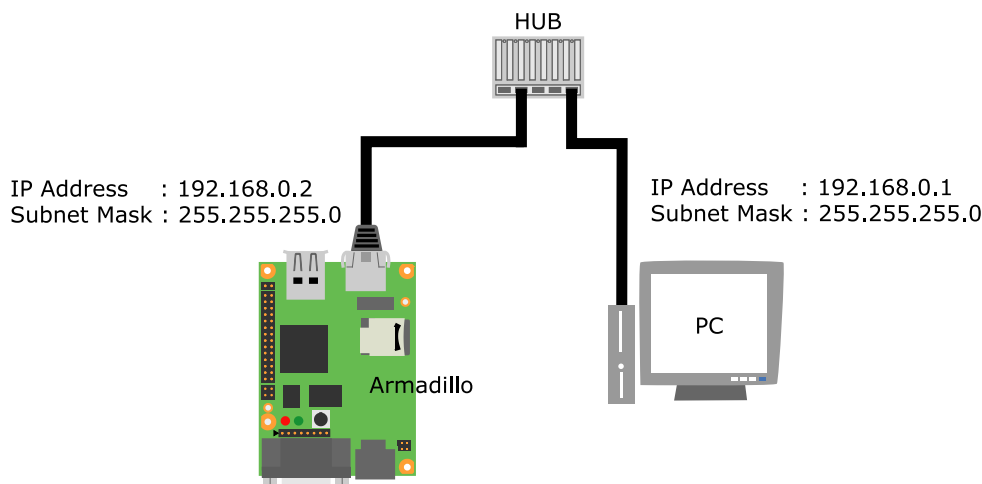 HUB
IP Address : 192.168.0.2
Subnet Mask : 255.255.255.0
IP Address : 192.168.0.1
Subnet Mask : 255.255.255.0
PC
Armadillo